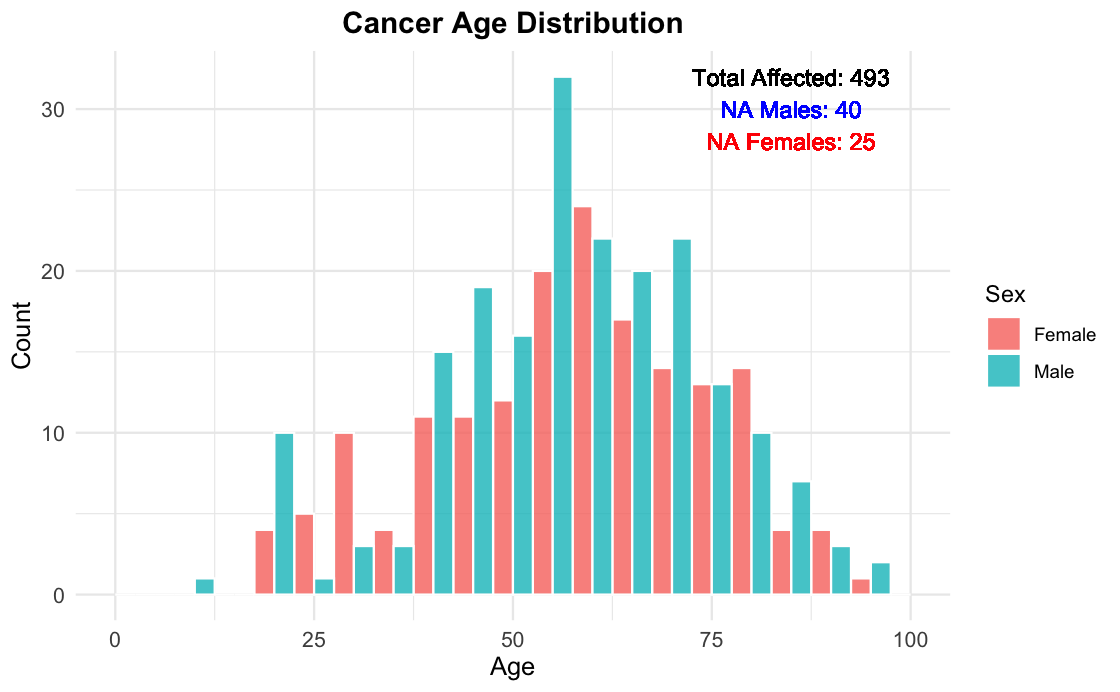 Cancer Age Distribution
Total Affected: 493
NA Males: 40
NA Females: 25
30
20
10
0
Count
0 25 50 75 100
Age
Sex
Female
Male